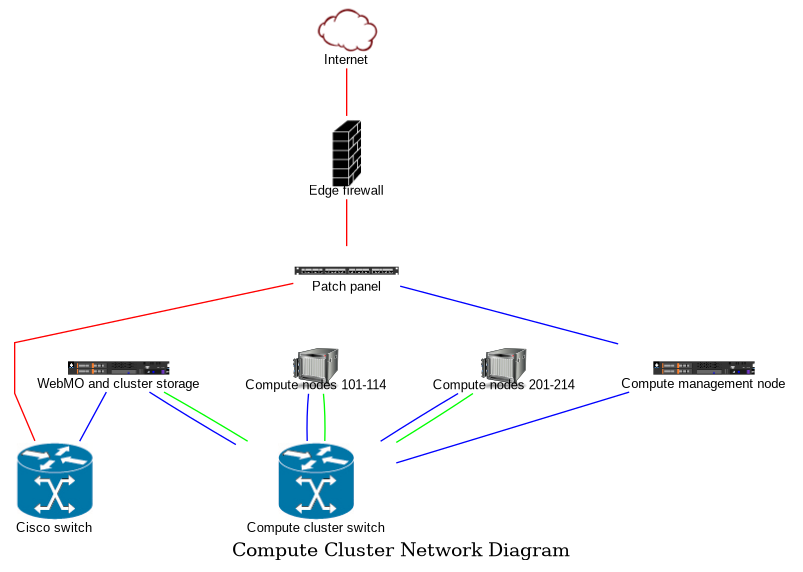 Internet
Edge firewall
Patch panel
WebMO and cluster storage
Compute nodes 101-114
Compute nodes 201-214
Compute management node
Cisco switch
Compute cluster switch
Compute Cluster Network Diagram